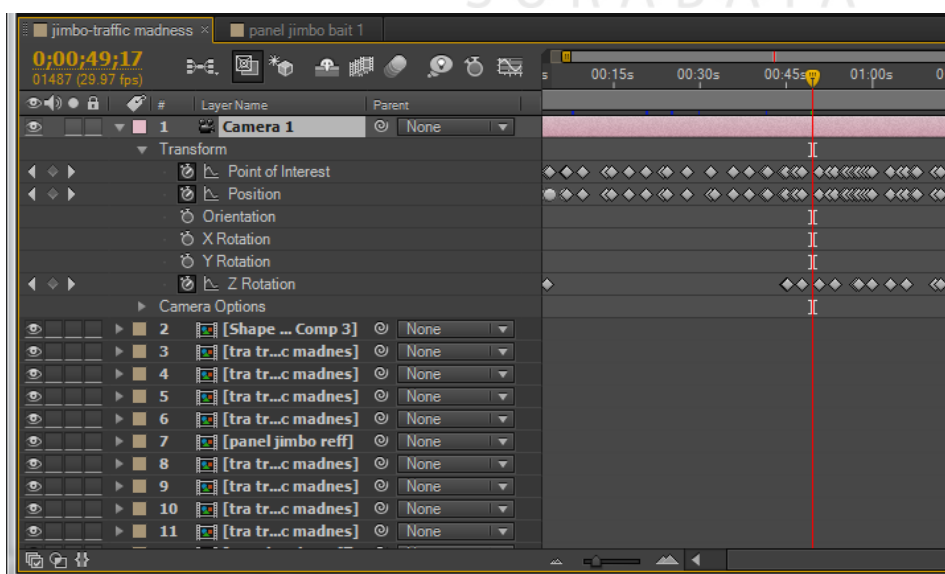 SURABAYA
jimbo-traffic madness × panel jimbo bait 1
0;00;49;17
01487 (29.97 fps)
s 00:15s 00:30s 00:45s 01:00s 0
# Layer Name Parent
1 Camera 1 None
Transform
Point of Interest
Position
Orientation
X Rotation
Y Rotation
Z Rotation
Camera Options
2 [Shape ... Comp 3] None
3 [tra tr...c madnes] None
4 [tra tr...c madnes] None
5 [tra tr...c madnes] None
6 [tra tr...c madnes] None
7 [panel jimbo reff] None
8 [tra tr...c madnes] None
9 [tra tr...c madnes] None
10 [tra tr...c madnes] None
11 [tra tr...c madnes] None